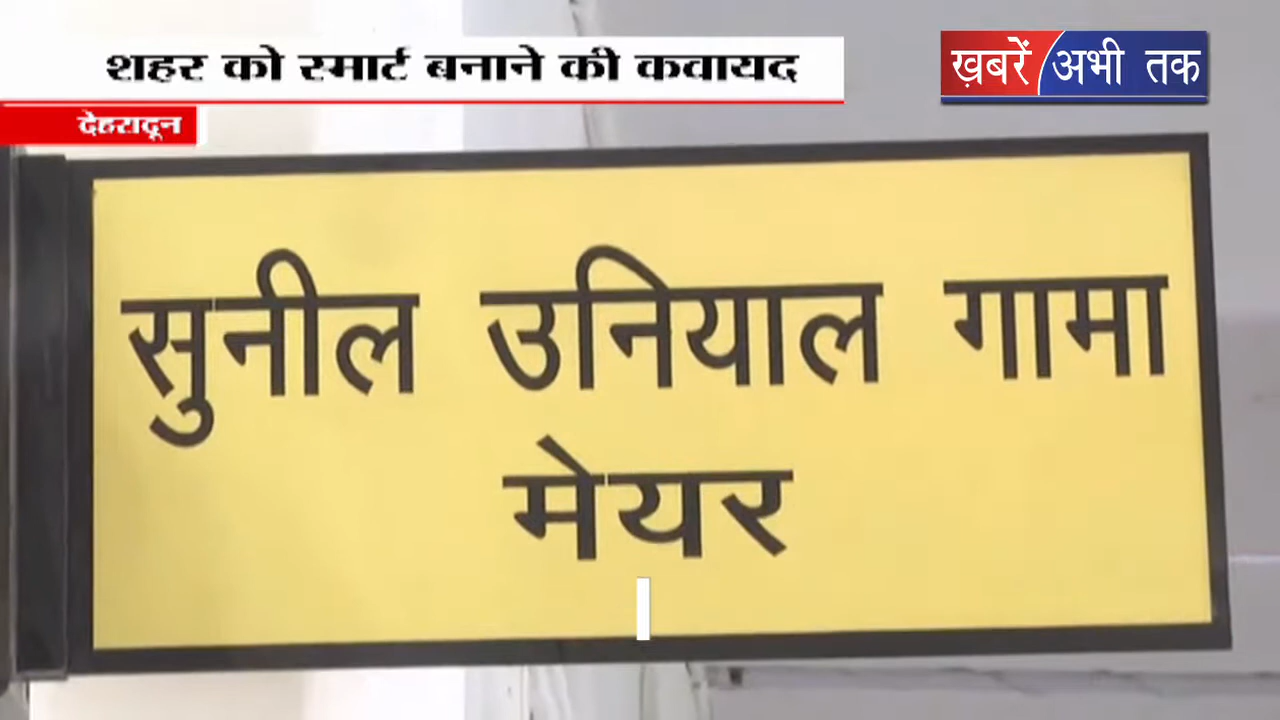 शहर को स्मार्ट बनाने की कवायद
ख़बरें अभी तक
देहरादून
सुनील उनियाल गामा
मेयर